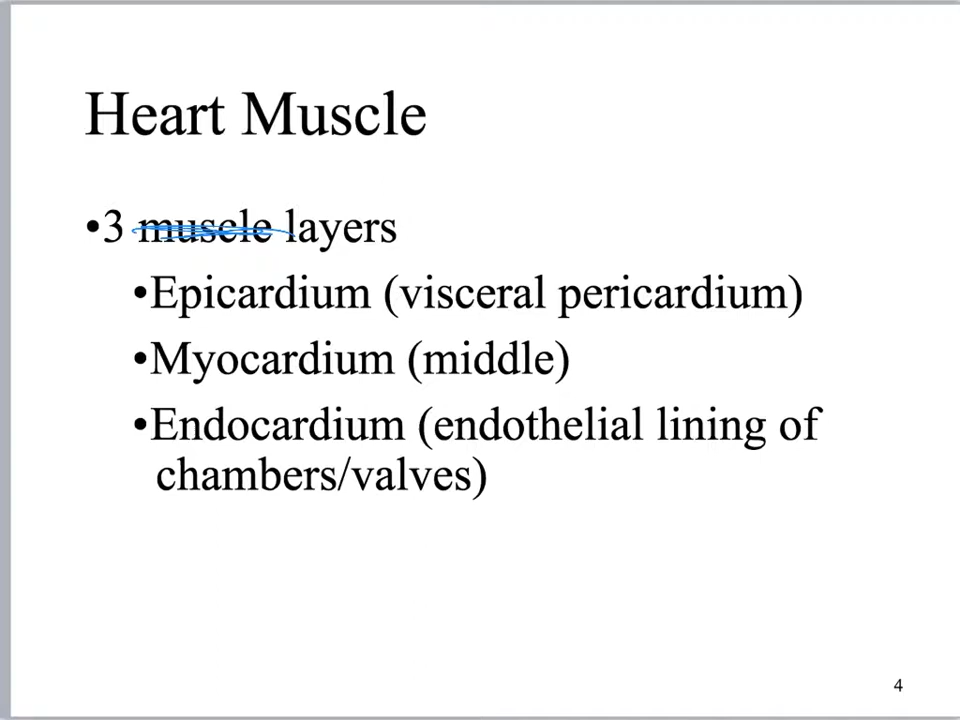 Heart Muscle
•3 muscle layers
•Epicardium (visceral pericardium)
•Myocardium (middle)
•Endocardium (endothelial lining of
chambers/valves)
4